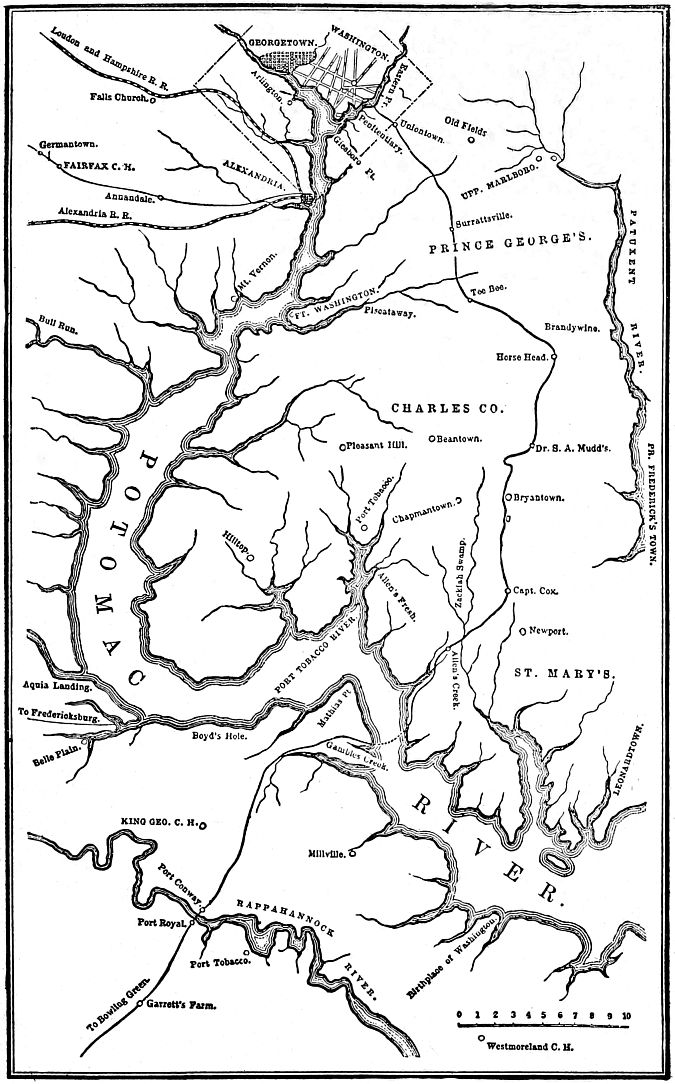 GEORGETOWN.
WASHINGTON.
Loudon and Hampshire R. R.
Arlington.
Eastern Br.
Falls Church.
Penitentiary.
Uniontown.
Old Fields
Giesboro Pt.
Germantown.
FAIRFAX C. H.
ALEXANDRIA.
UPP. MARLBORO.
Annandale.
Alexandria R. R.
Surrattsville.
PRINCE GEORGE'S.
PATUXENT
RIVER.
Mt. Vernon.
Tee Bee.
FT. WASHINGTON.
Piscataway.
Bull Run.
Brandywine.
Horse Head.
CHARLES CO.
Pleasant Hill.
Beantown.
Dr. S. A. Mudd's.
PR. FREDERICK'S TOWN.
POTOMAC
Port Tobacco.
Chapmantown.
Bryantown.
Hilltop.
Zackiah Swamp.
Allen's Fresh.
Capt. Cox.
Newport.
PORT TOBACCO RIVER
Allen's Creek.
ST. MARY'S.
Aquia Landing.
Mathias Pt.
To Fredericksburg.
Boyd's Hole.
Belle Plain.
Gambles Creek.
LEONARDTOWN.
RIVER.
KING GEO. C. H.
Millville.
Port Conway.
RAPPAHANNOCK
RIVER.
Port Royal.
Port Tobacco.
Birthplace of Washington.
To Bowling Green.
Garrett's Farm.
0 1 2 3 4 5 6 7 8 9 10
Westmoreland C. H.